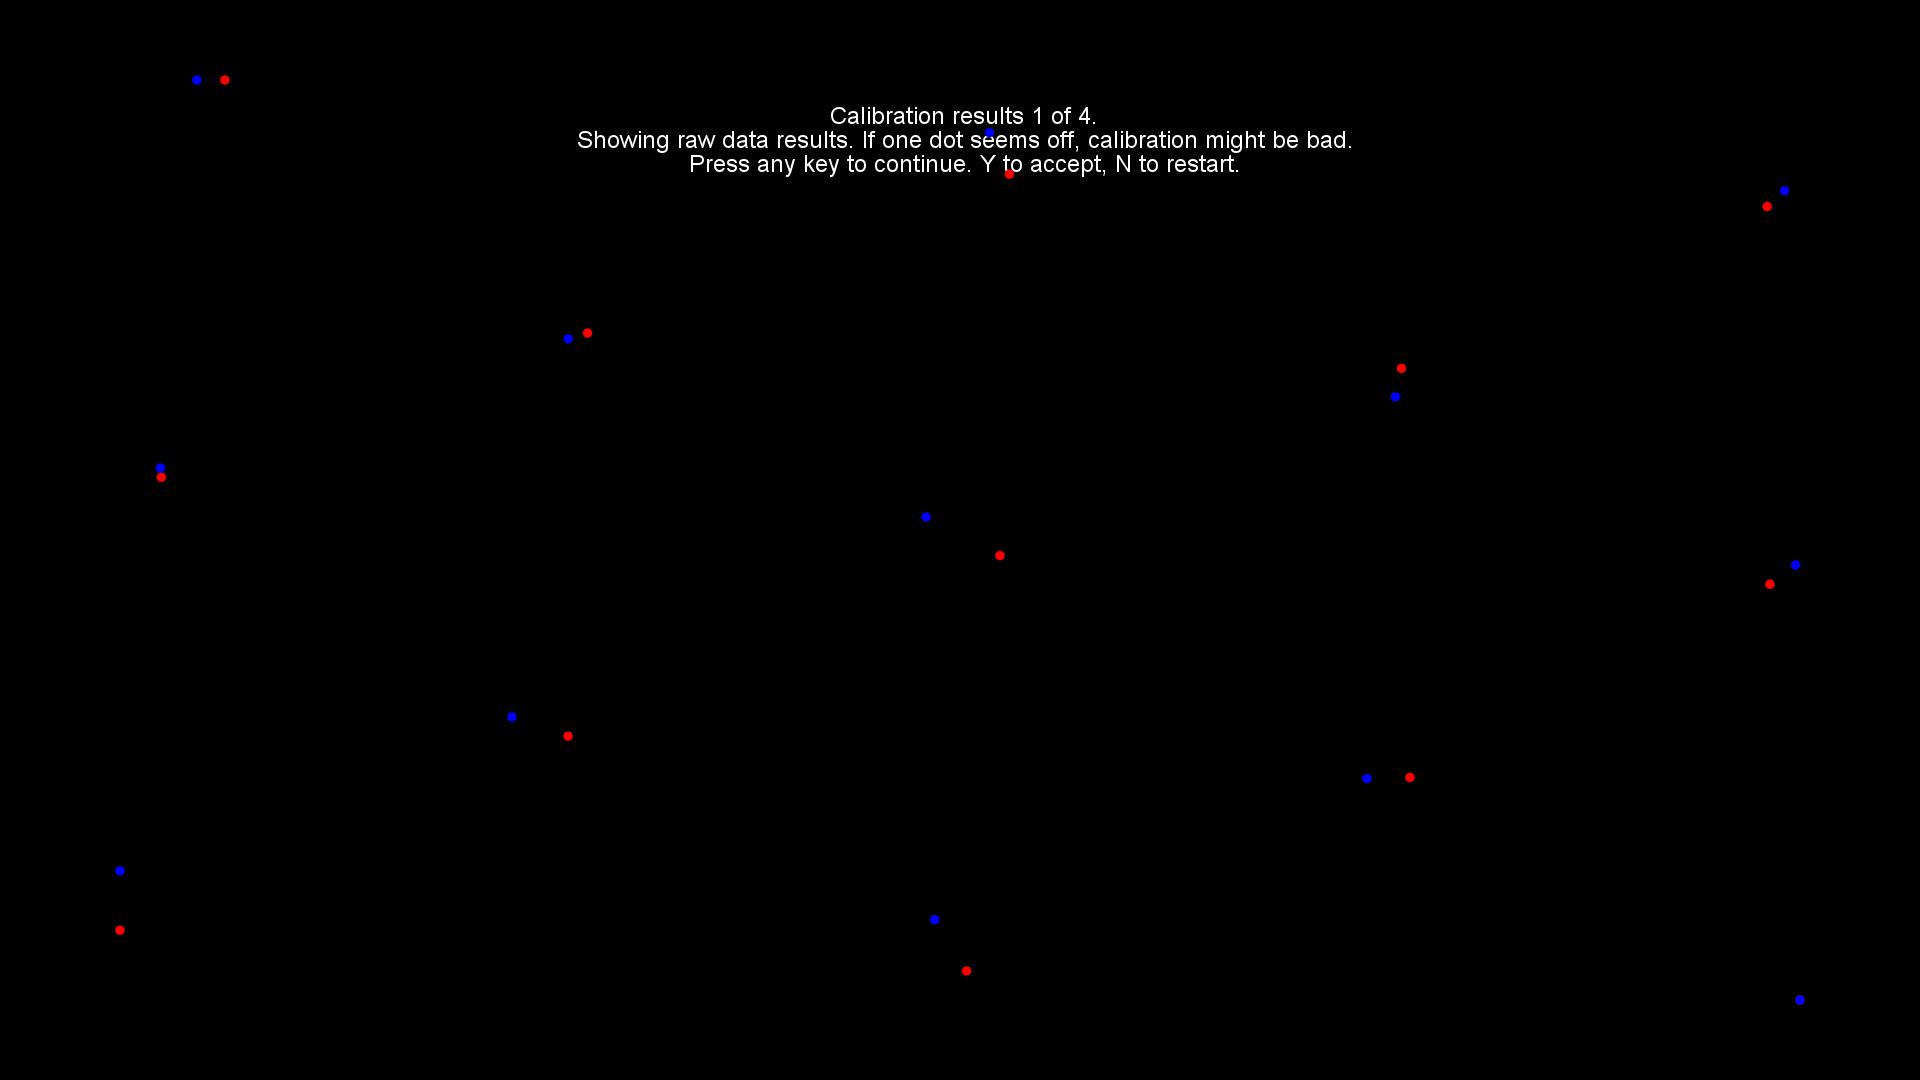 Calibration results 1 of 4.
Showing raw data results. If one dot seems off, calibration might be bad.
Press any key to continue. Y to accept, N to restart.